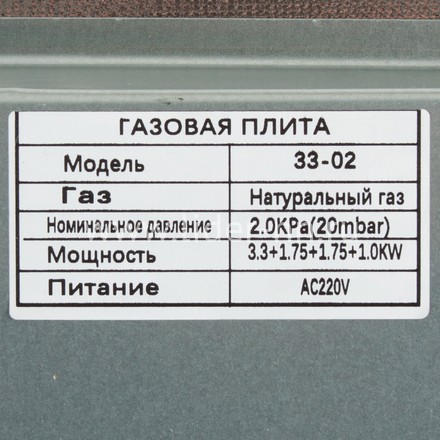 ГАЗОВАЯ ПЛИТА
Модель 33-02
Газ Натуральный газ
Номинальное давление 2.0KPa(20mbar)
Мощность 3.3+1.75+1.75+1.0KW
Питание AC220V